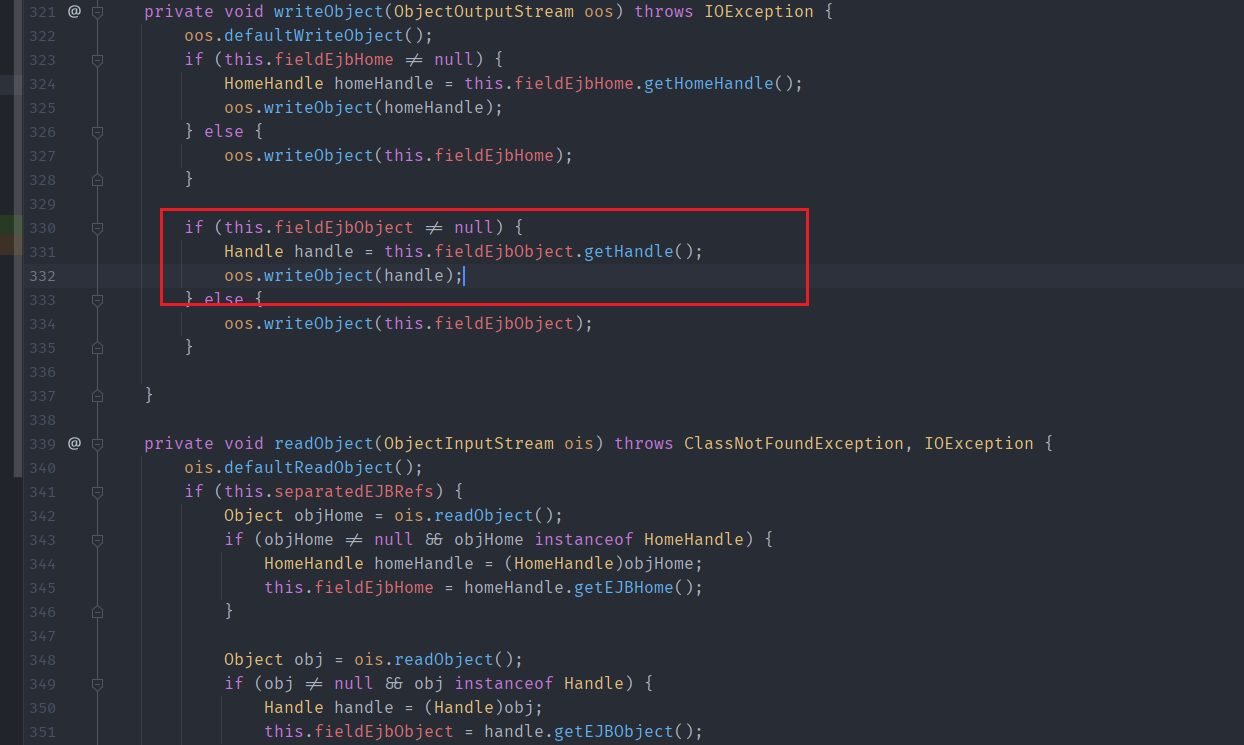 321 @ private void writeObject(ObjectOutputStream oos) throws IOException {
322 oos.defaultWriteObject();
323 if (this.fieldEjbHome ≠ null) {
324 HomeHandle homeHandle = this.fieldEjbHome.getHomeHandle();
325 oos.writeObject(homeHandle);
326 } else {
327 oos.writeObject(this.fieldEjbHome);
328 }
329
330 if (this.fieldEjbObject ≠ null) {
331 Handle handle = this.fieldEjbObject.getHandle();
332 oos.writeObject(handle);
333 } else {
334 oos.writeObject(this.fieldEjbObject);
335 }
336
337 }
338
339 @ private void readObject(ObjectInputStream ois) throws ClassNotFoundException, IOException {
340 ois.defaultReadObject();
341 if (this.separatedEJBRefs) {
342 Object objHome = ois.readObject();
343 if (objHome ≠ null && objHome instanceof HomeHandle) {
344 HomeHandle homeHandle = (HomeHandle)objHome;
345 this.fieldEjbHome = homeHandle.getEJBHome();
346 }
347
348 Object obj = ois.readObject();
349 if (obj ≠ null && obj instanceof Handle) {
350 Handle handle = (Handle)obj;
351 this.fieldEjbObject = handle.getEJBObject();